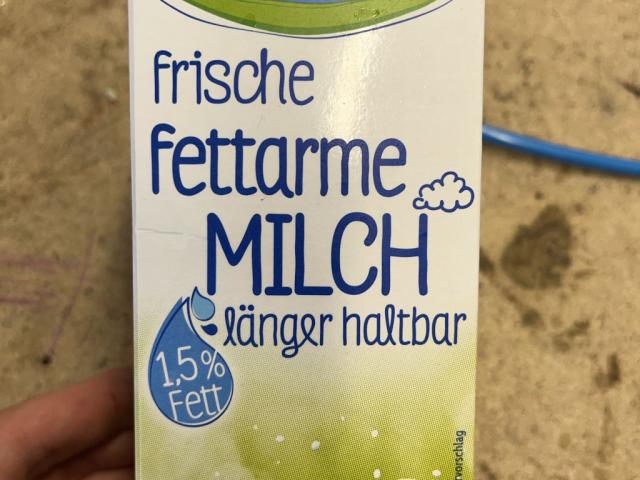 frische
fettarme
MILCH
länger haltbar
1,5%
Fett